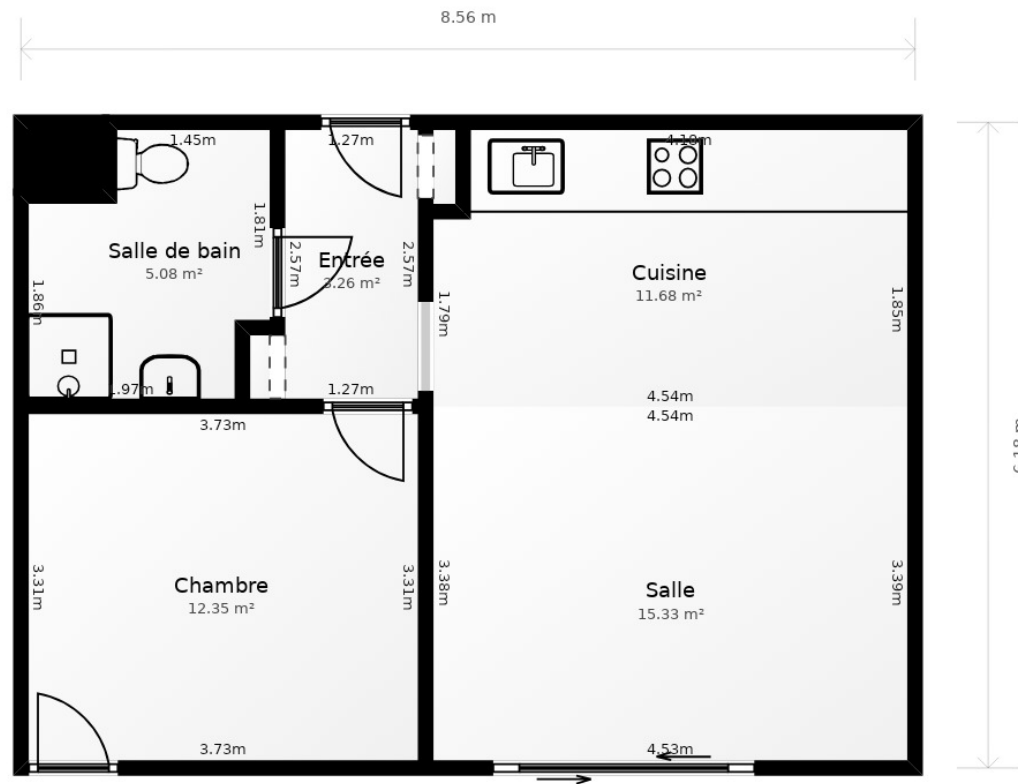 8.56 m
1.45m
1.27m
4.18m
1.81m
Salle de bain
5.08 m²
2.57m
Entrée
3.26 m²
2.57m
Cuisine
11.68 m²
1.86m
1.79m
1.85m
1.97m
1.27m
4.54m
4.54m
3.73m
6.18 m
3.31m
Chambre
12.35 m²
3.31m
3.38m
Salle
15.33 m²
3.39m
3.73m
4.53m